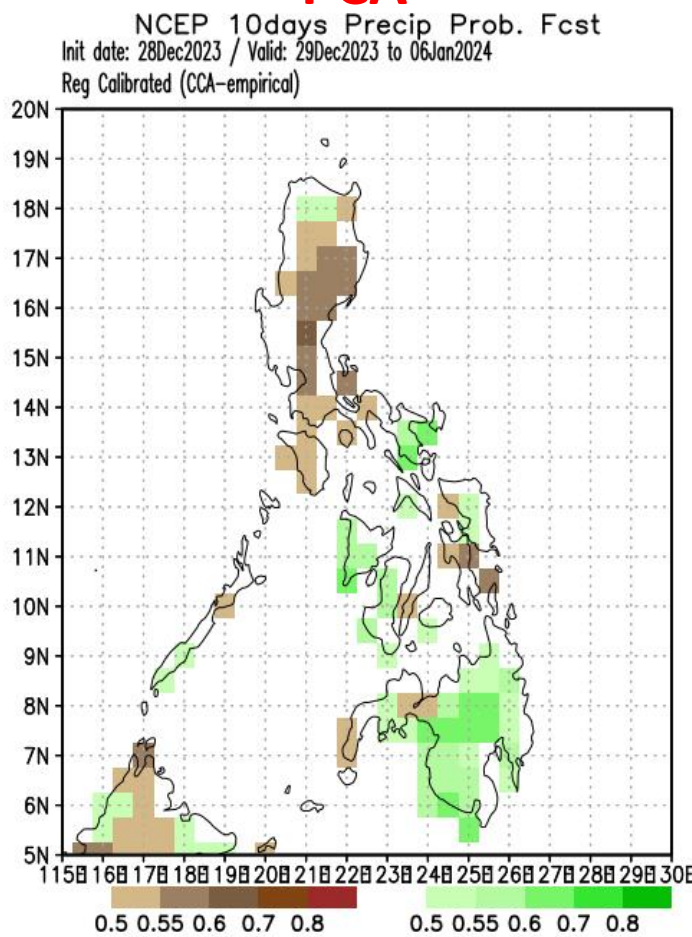 NCEP 10days Precip Prob. Fcst
Init date: 28Dec2023 / Valid: 29Dec2023 to 06Jan2024
Reg Calibrated (CCA-empirical)
20N
19N
18N
17N
16N
15N
14N
13N
12N
11N
10N
9N
8N
7N
6N
5N
115E 116E 117E 118E 119E 120E 121E 122E 123E 124E 125E 126E 127E 128E 129E 130E
0.5 0.55 0.6 0.7 0.8 0.5 0.55 0.6 0.7 0.8